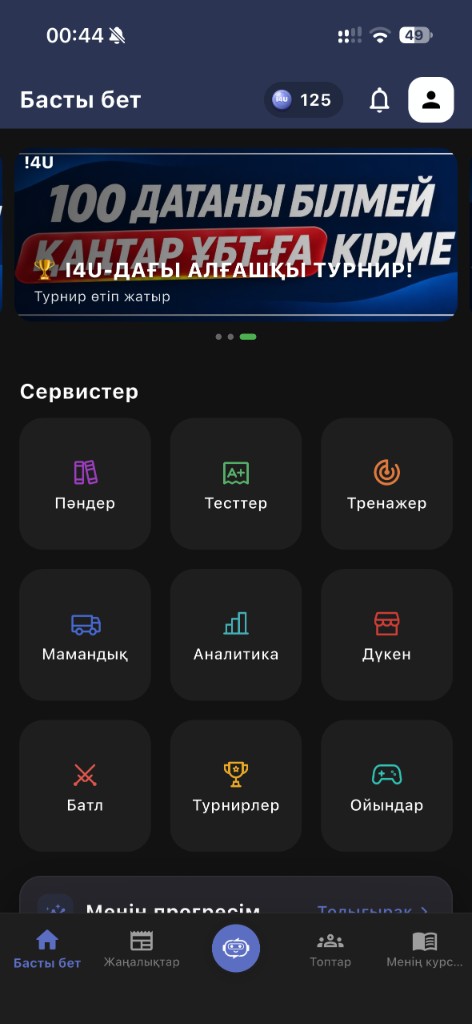 00:44
49
Басты бет
i4U
125
!4U
100 ДАТАНЫ БІЛМЕЙ
ҚАҢТАР ҰБТ-ҒА КІРМЕ
🏆 I4U-ДАҒЫ АЛҒАШҚЫ ТУРНИР!
Турнир өтіп жатыр
Сервистер
Пәндер
Тесттер
Тренажер
Мамандық
Аналитика
Дүкен
Батл
Турнирлер
Ойындар
Менің прогресім
Толығырақ
Басты бет
Жаңалықтар
Топтар
Менің курс...